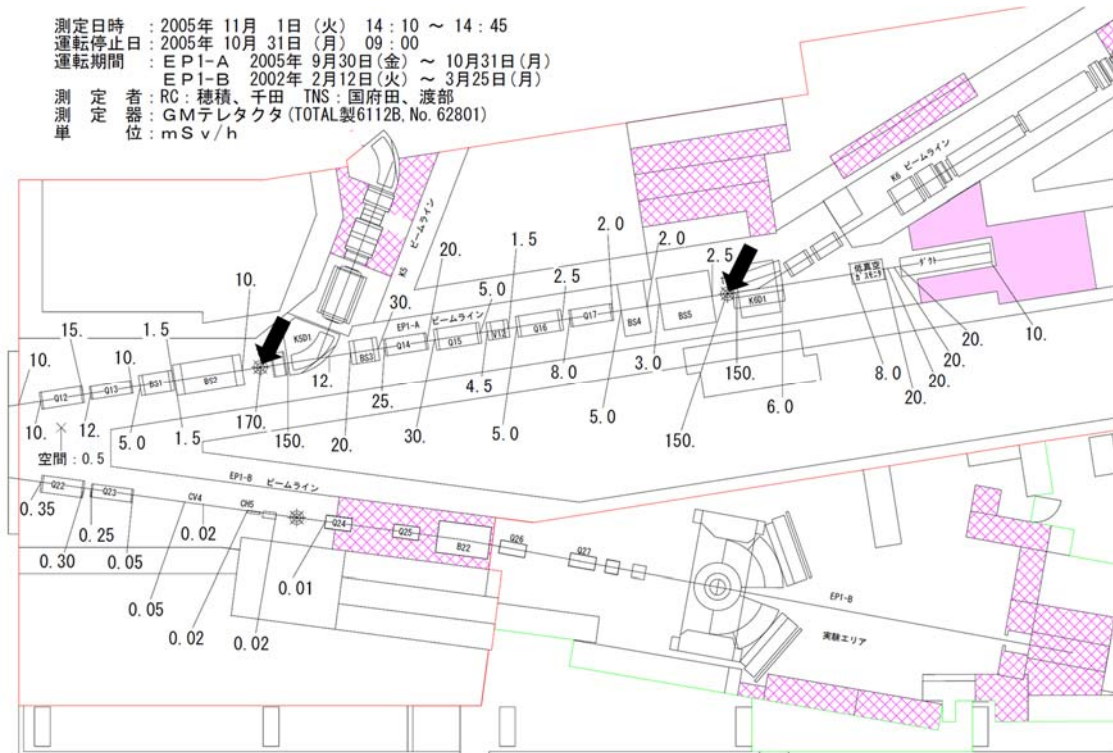 測定日時 : 2005年 11月 1日 (火) 14:10 ～ 14:45
運転停止日 : 2005年 10月 31日 (月) 09:00
運転期間 : EP1-A 2005年 9月30日(金) ～ 10月31日(月)
EP1-B 2002年 2月12日(火) ～ 3月25日(月)
測 定 者 : RC : 穂積、千田 TNS : 国府田、渡部
測 定 器 : GMテレタクタ (TOTAL製6112B, No. 62801)
単 位 : mSv/h
K6 ビームライン
K5 ビームライン
2.0
2.0
1.5
2.5
20.
10.
2.5
5.0
低真空
ガスモニタ
ダクト
30.
EP1-A ビームライン
K6D1
15.
1.5
K5D1
10.
10.
Q12
Q13
BS1
BS2
BS3
Q14
Q15
V12
Q16
Q17
BS4
BS5
10.
12.
5.0
1.5
170.
150.
12.
20.
25.
30.
4.5
5.0
8.0
5.0
3.0
150.
150.
6.0
8.0
20.
20.
20.
20.
10.
空間 : 0.5
EP1-B ビームライン
Q22
Q23
CV4
CH5
Q24
Q25
B22
Q26
Q27
0.35
0.30
0.25
0.05
0.02
0.05
0.02
0.02
0.01
EP1-B
実験エリア